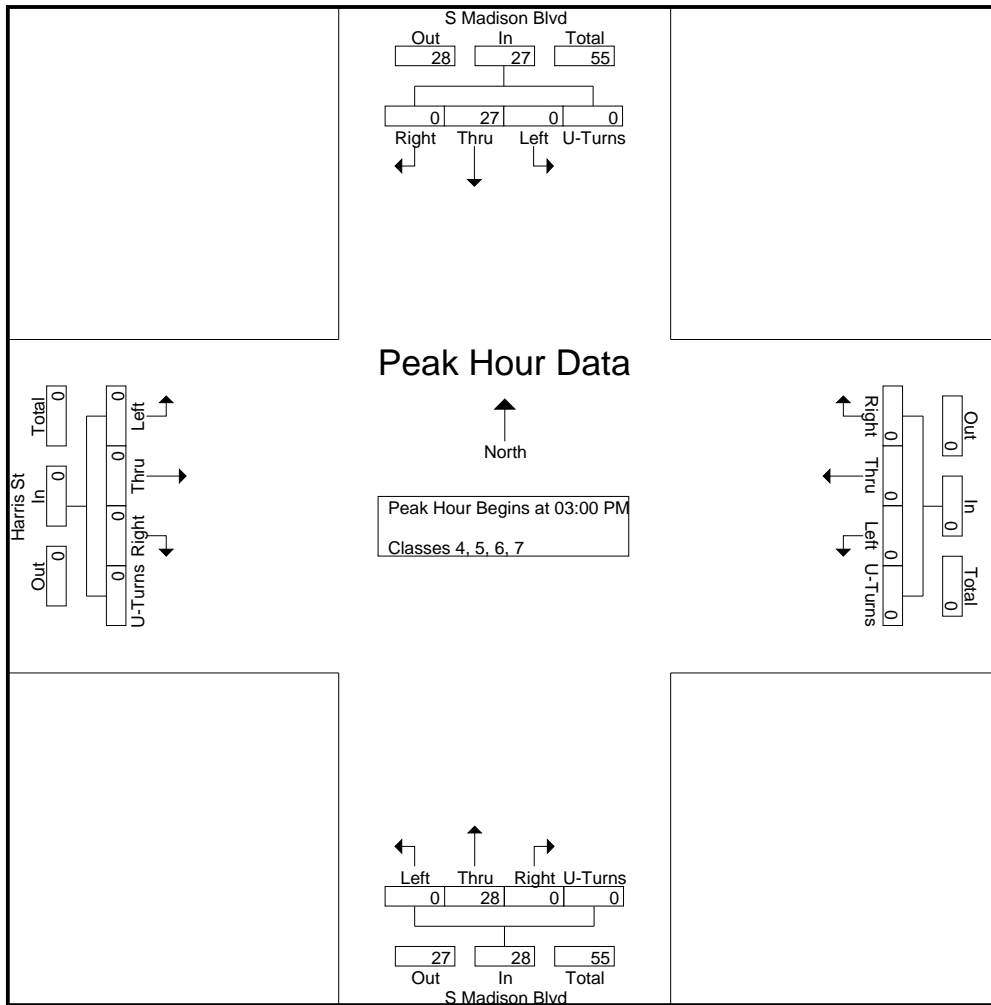 S Madison Blvd
Out In Total
28 27 55
0 27 0 0
Right Thru Left U-Turns
Peak Hour Data
North
Peak Hour Begins at 03:00 PM
Classes 4, 5, 6, 7
Harris St
Total In Out
0 0 0
0 0 0 0
Left Thru Right U-Turns
Right Thru Left U-Turns
0 0 0 0
Out In Total
0 0 0
Left Thru Right U-Turns
0 28 0 0
27 28 55
Out In Total
S Madison Blvd